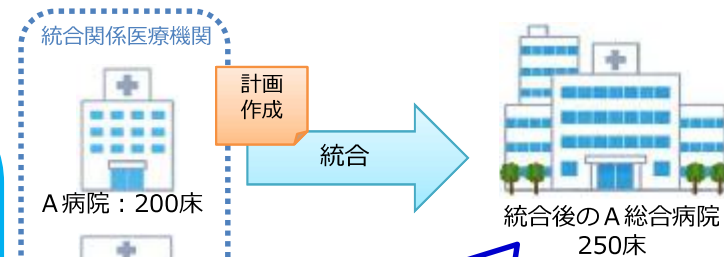 統合関係医療機関
計画
作成
統合
A病院：200床
統合後のA総合病院
250床